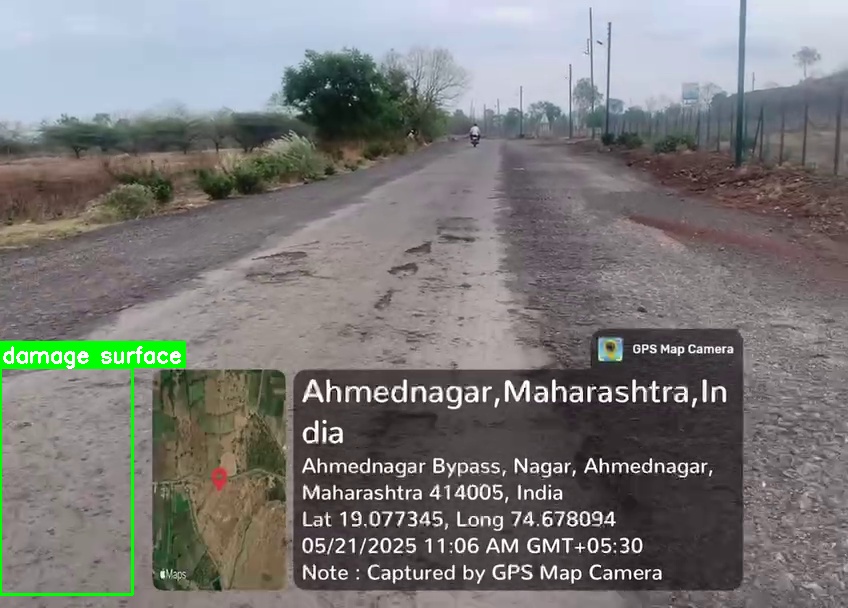 damage surface
GPS Map Camera
Ahmednagar,Maharashtra,In
dia
Ahmednagar Bypass, Nagar, Ahmednagar,
Maharashtra 414005, India
Lat 19.077345, Long 74.678094
05/21/2025 11:06 AM GMT+05:30
Note : Captured by GPS Map Camera
Maps